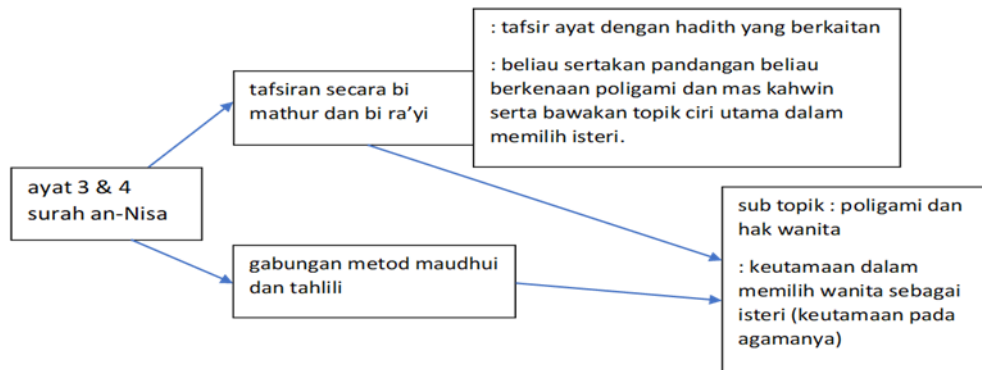 ayat 3 & 4
surah an-Nisa
tafsiran secara bi
mathur dan bi ra’yi
: tafsir ayat dengan hadith yang berkaitan
: beliau sertakan pandangan beliau
berkenaan poligami dan mas kahwin
serta bawakan topik ciri utama dalam
memilih isteri.
gabungan metod maudhui
dan tahlili
sub topik : poligami dan
hak wanita
: keutamaan dalam
memilih wanita sebagai
isteri (keutamaan pada
agamanya)